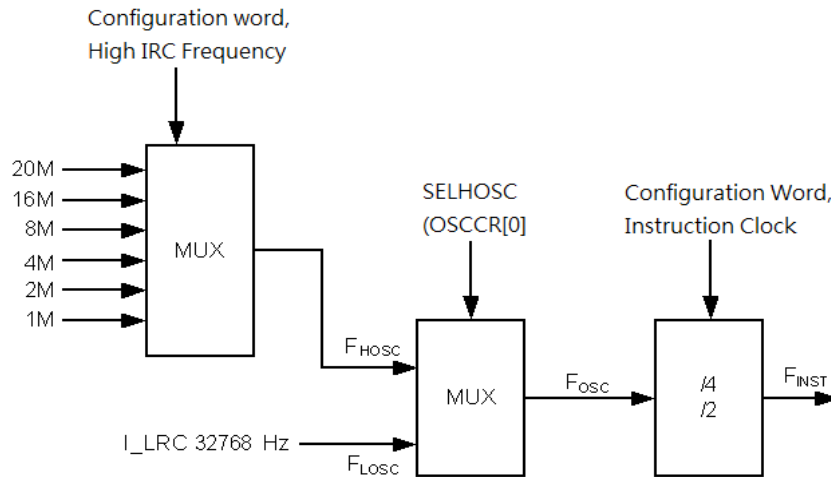 Configuration word,
High IRC Frequency
20M
16M
8M
4M
2M
1M
MUX
SELHOSC
(OSCCR[0]
Configuration Word,
Instruction Clock
FHOSC
MUX
FOSC
/4
/2
FINST
I_LRC 32768 Hz
FLOSC